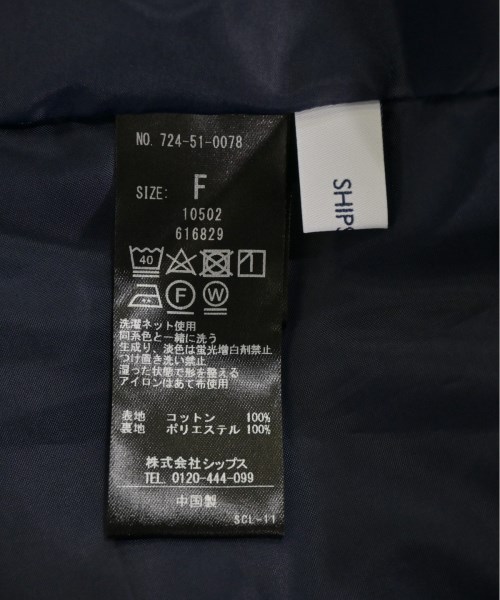 NO. 724-51-0078
SIZE: F
10502
616829
40
F W
洗濯ネット使用
同系色と一緒に洗う
生成り、淡色は蛍光増白剤禁止
つけ置き洗い禁止
湿った状態で形を整える
アイロンはあて布使用
表地 コットン 100%
裏地 ポリエステル 100%
株式会社シップス
TEL. 0120-444-099
中国製
SCL-11
SHIPS